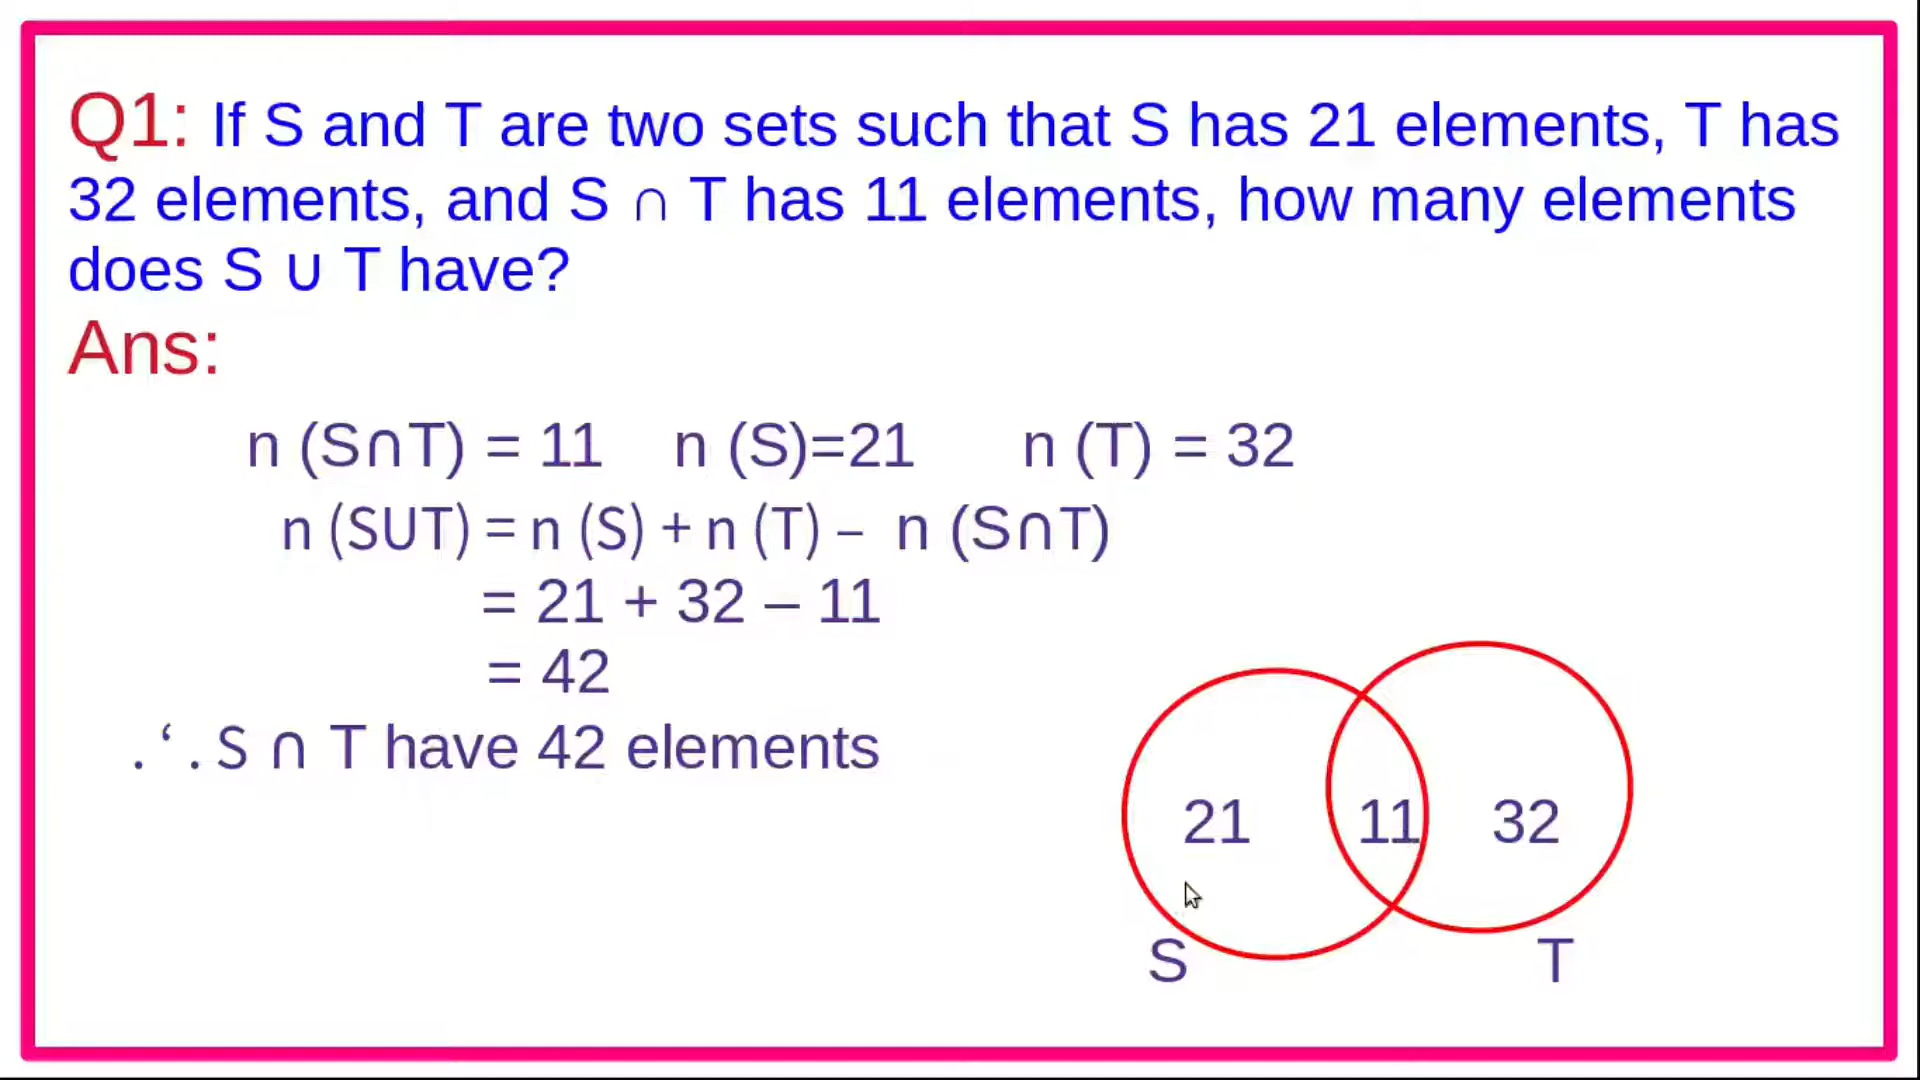 Q1: If S and T are two sets such that S has 21 elements, T has
32 elements, and S ∩ T has 11 elements, how many elements
does S ∪ T have?
Ans:
n (S∩T) = 11 n (S)=21 n (T) = 32
n (SUT) = n (S) + n (T) – n (S∩T)
= 21 + 32 – 11
= 42
. ‘ . S ∩ T have 42 elements
21 11 32
S T